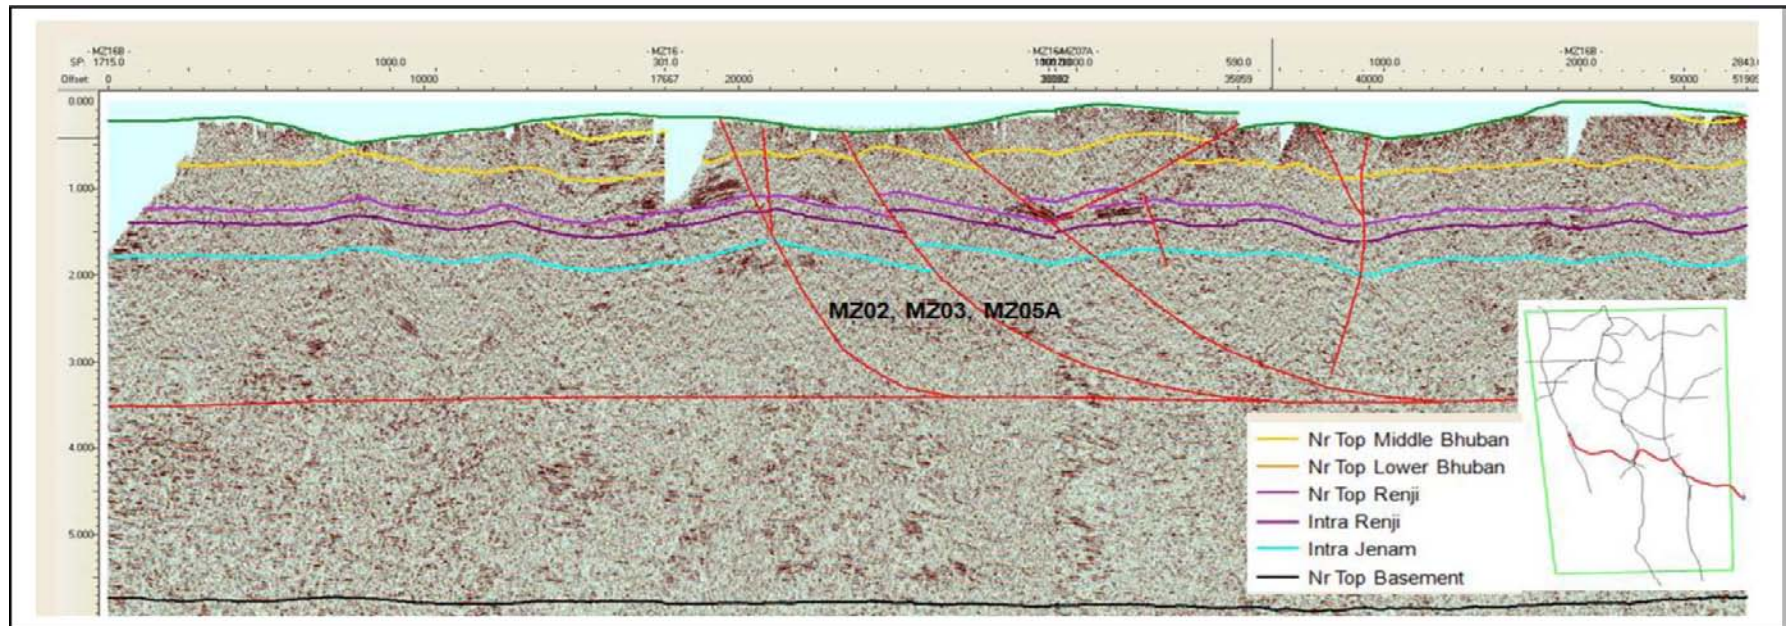 - MZ16B - - MZ16 - - MZ16B -
SP: 1715.0 1000.0 301.0 590.0 1000.0 2000.0 2843.0
Offset: 0 10000 17667 20000 35859 40000 50000
0.000
1.000
2.000
MZ02, MZ03, MZ05A
3.000
4.000
5.000
Nr Top Middle Bhuban
Nr Top Lower Bhuban
Nr Top Renji
Intra Renji
Intra Jenam
Nr Top Basement